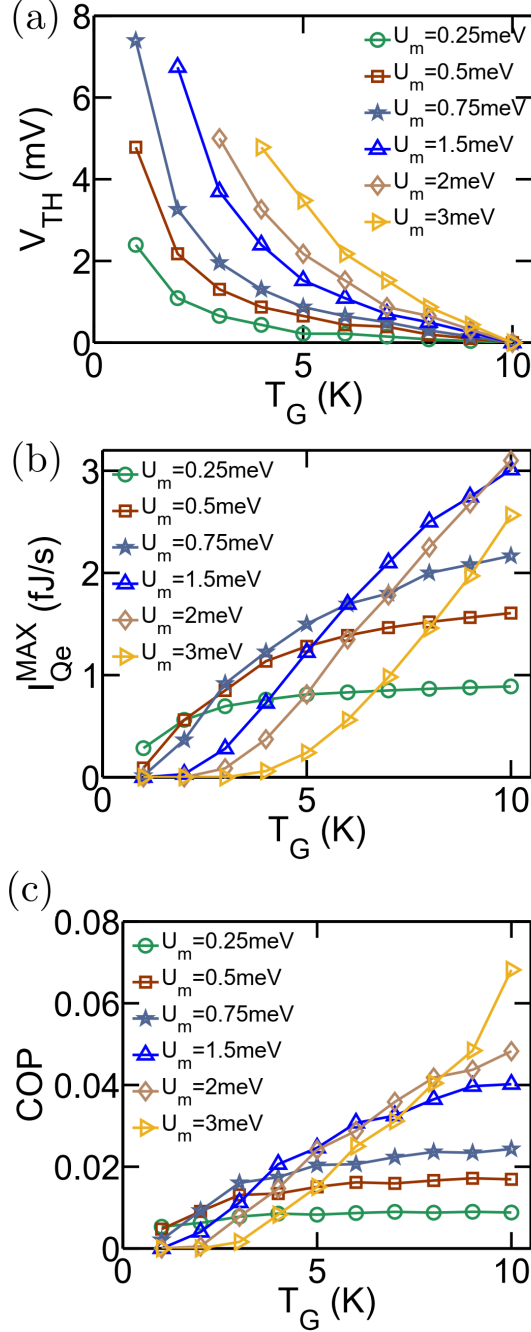 (a)
V_TH (mV)
8
6
4
2
0
U_m=0.25meV
U_m=0.5meV
U_m=0.75meV
U_m=1.5meV
U_m=2meV
U_m=3meV
0 5 10
T_G (K)
(b)
I_Qe^MAX (fJ/s)
3
2
1
0
U_m=0.25meV
U_m=0.5meV
U_m=0.75meV
U_m=1.5meV
U_m=2meV
U_m=3meV
0 5 10
T_G (K)
(c)
COP
0.08
0.06
0.04
0.02
0
U_m=0.25meV
U_m=0.5meV
U_m=0.75meV
U_m=1.5meV
U_m=2meV
U_m=3meV
0 5 10
T_G (K)